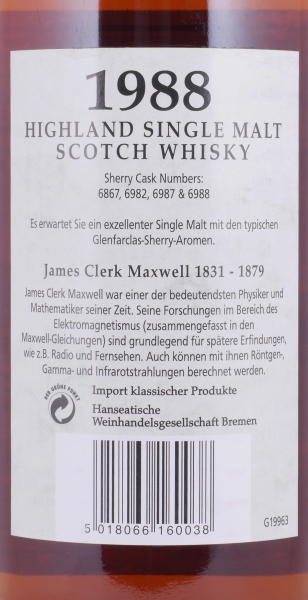 1988
HIGHLAND SINGLE MALT
SCOTCH WHISKY
Sherry Cask Numbers:
6867, 6982, 6987 & 6988
Es erwartet Sie ein exzellenter Single Malt mit den typischen
Glenfarclas-Sherry-Aromen.
James Clerk Maxwell 1831 - 1879
James Clerk Maxwell war einer der bedeutendsten Physiker und
Mathematiker seiner Zeit. Seine Forschungen im Bereich des
Elektromagnetismus (zusammengefasst in den
Maxwell-Gleichungen) sind grundlegend für spätere Erfindungen,
wie z.B. Radio und Fernsehen. Auch können mit ihnen Röntgen-,
Gamma- und Infrarotstrahlungen berechnet werden.
DER GRÜNE PUNKT
Import klassischer Produkte
Hanseatische
Weinhandelsgesellschaft Bremen
5 018066 160038
G19963